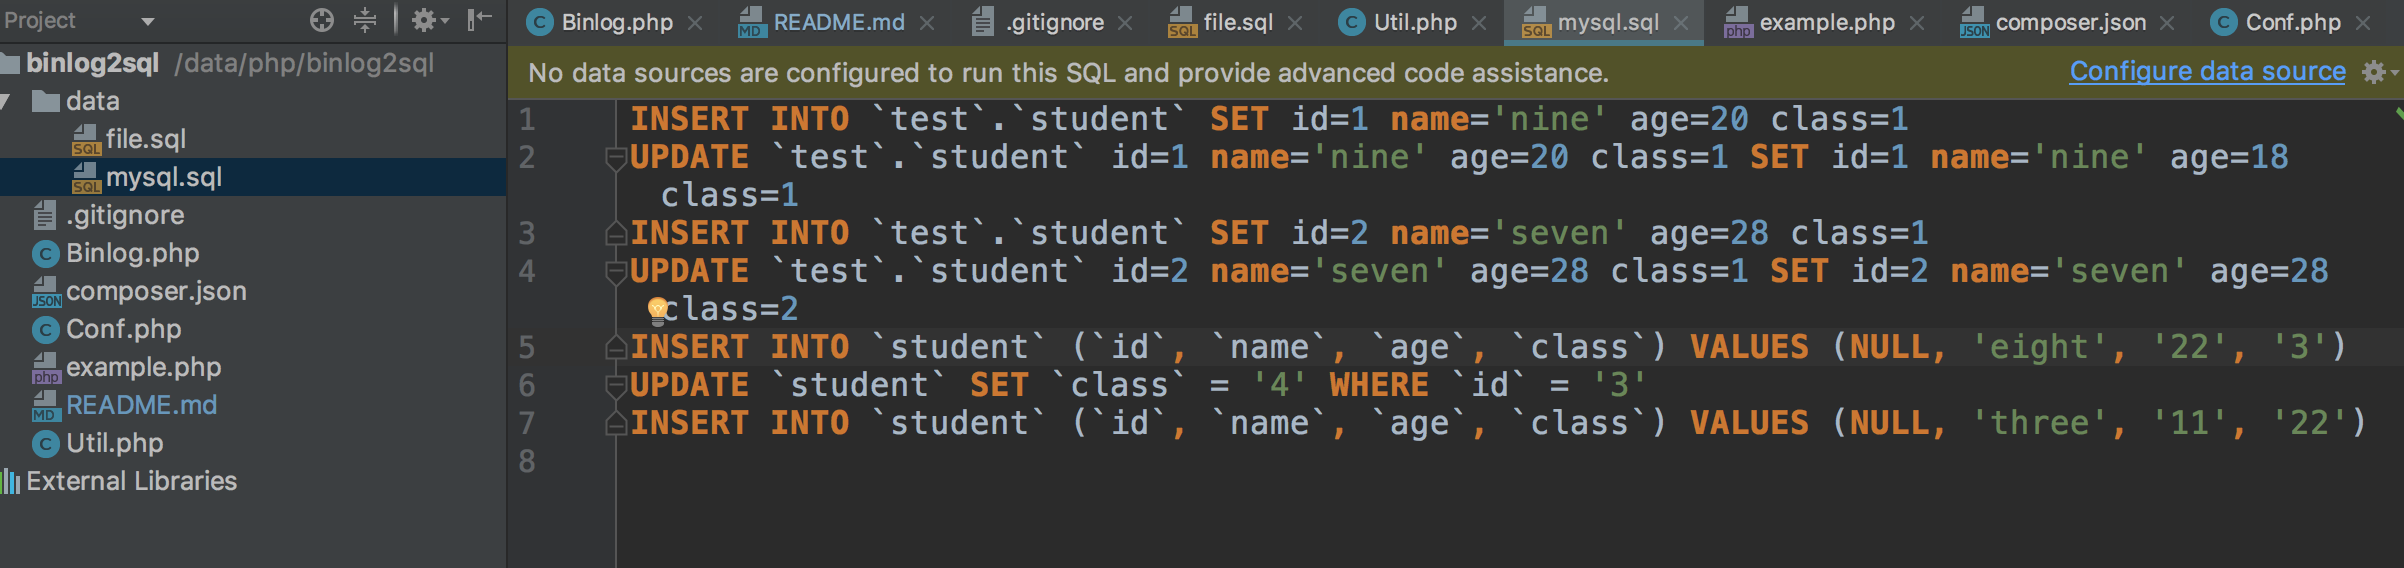 Project
Binlog.php
README.md
.gitignore
file.sql
Util.php
mysql.sql
example.php
composer.json
Conf.php
binlog2sql /data/php/binlog2sql
data
file.sql
mysql.sql
.gitignore
Binlog.php
composer.json
Conf.php
example.php
README.md
Util.php
External Libraries
No data sources are configured to run this SQL and provide advanced code assistance.
Configure data source
1 INSERT INTO `test`.`student` SET id=1 name='nine' age=20 class=1
2 UPDATE `test`.`student` id=1 name='nine' age=20 class=1 SET id=1 name='nine' age=18
class=1
3 INSERT INTO `test`.`student` SET id=2 name='seven' age=28 class=1
4 UPDATE `test`.`student` id=2 name='seven' age=28 class=1 SET id=2 name='seven' age=28
class=2
5 INSERT INTO `student` (`id`, `name`, `age`, `class`) VALUES (NULL, 'eight', '22', '3')
6 UPDATE `student` SET `class` = '4' WHERE `id` = '3'
7 INSERT INTO `student` (`id`, `name`, `age`, `class`) VALUES (NULL, 'three', '11', '22')
8